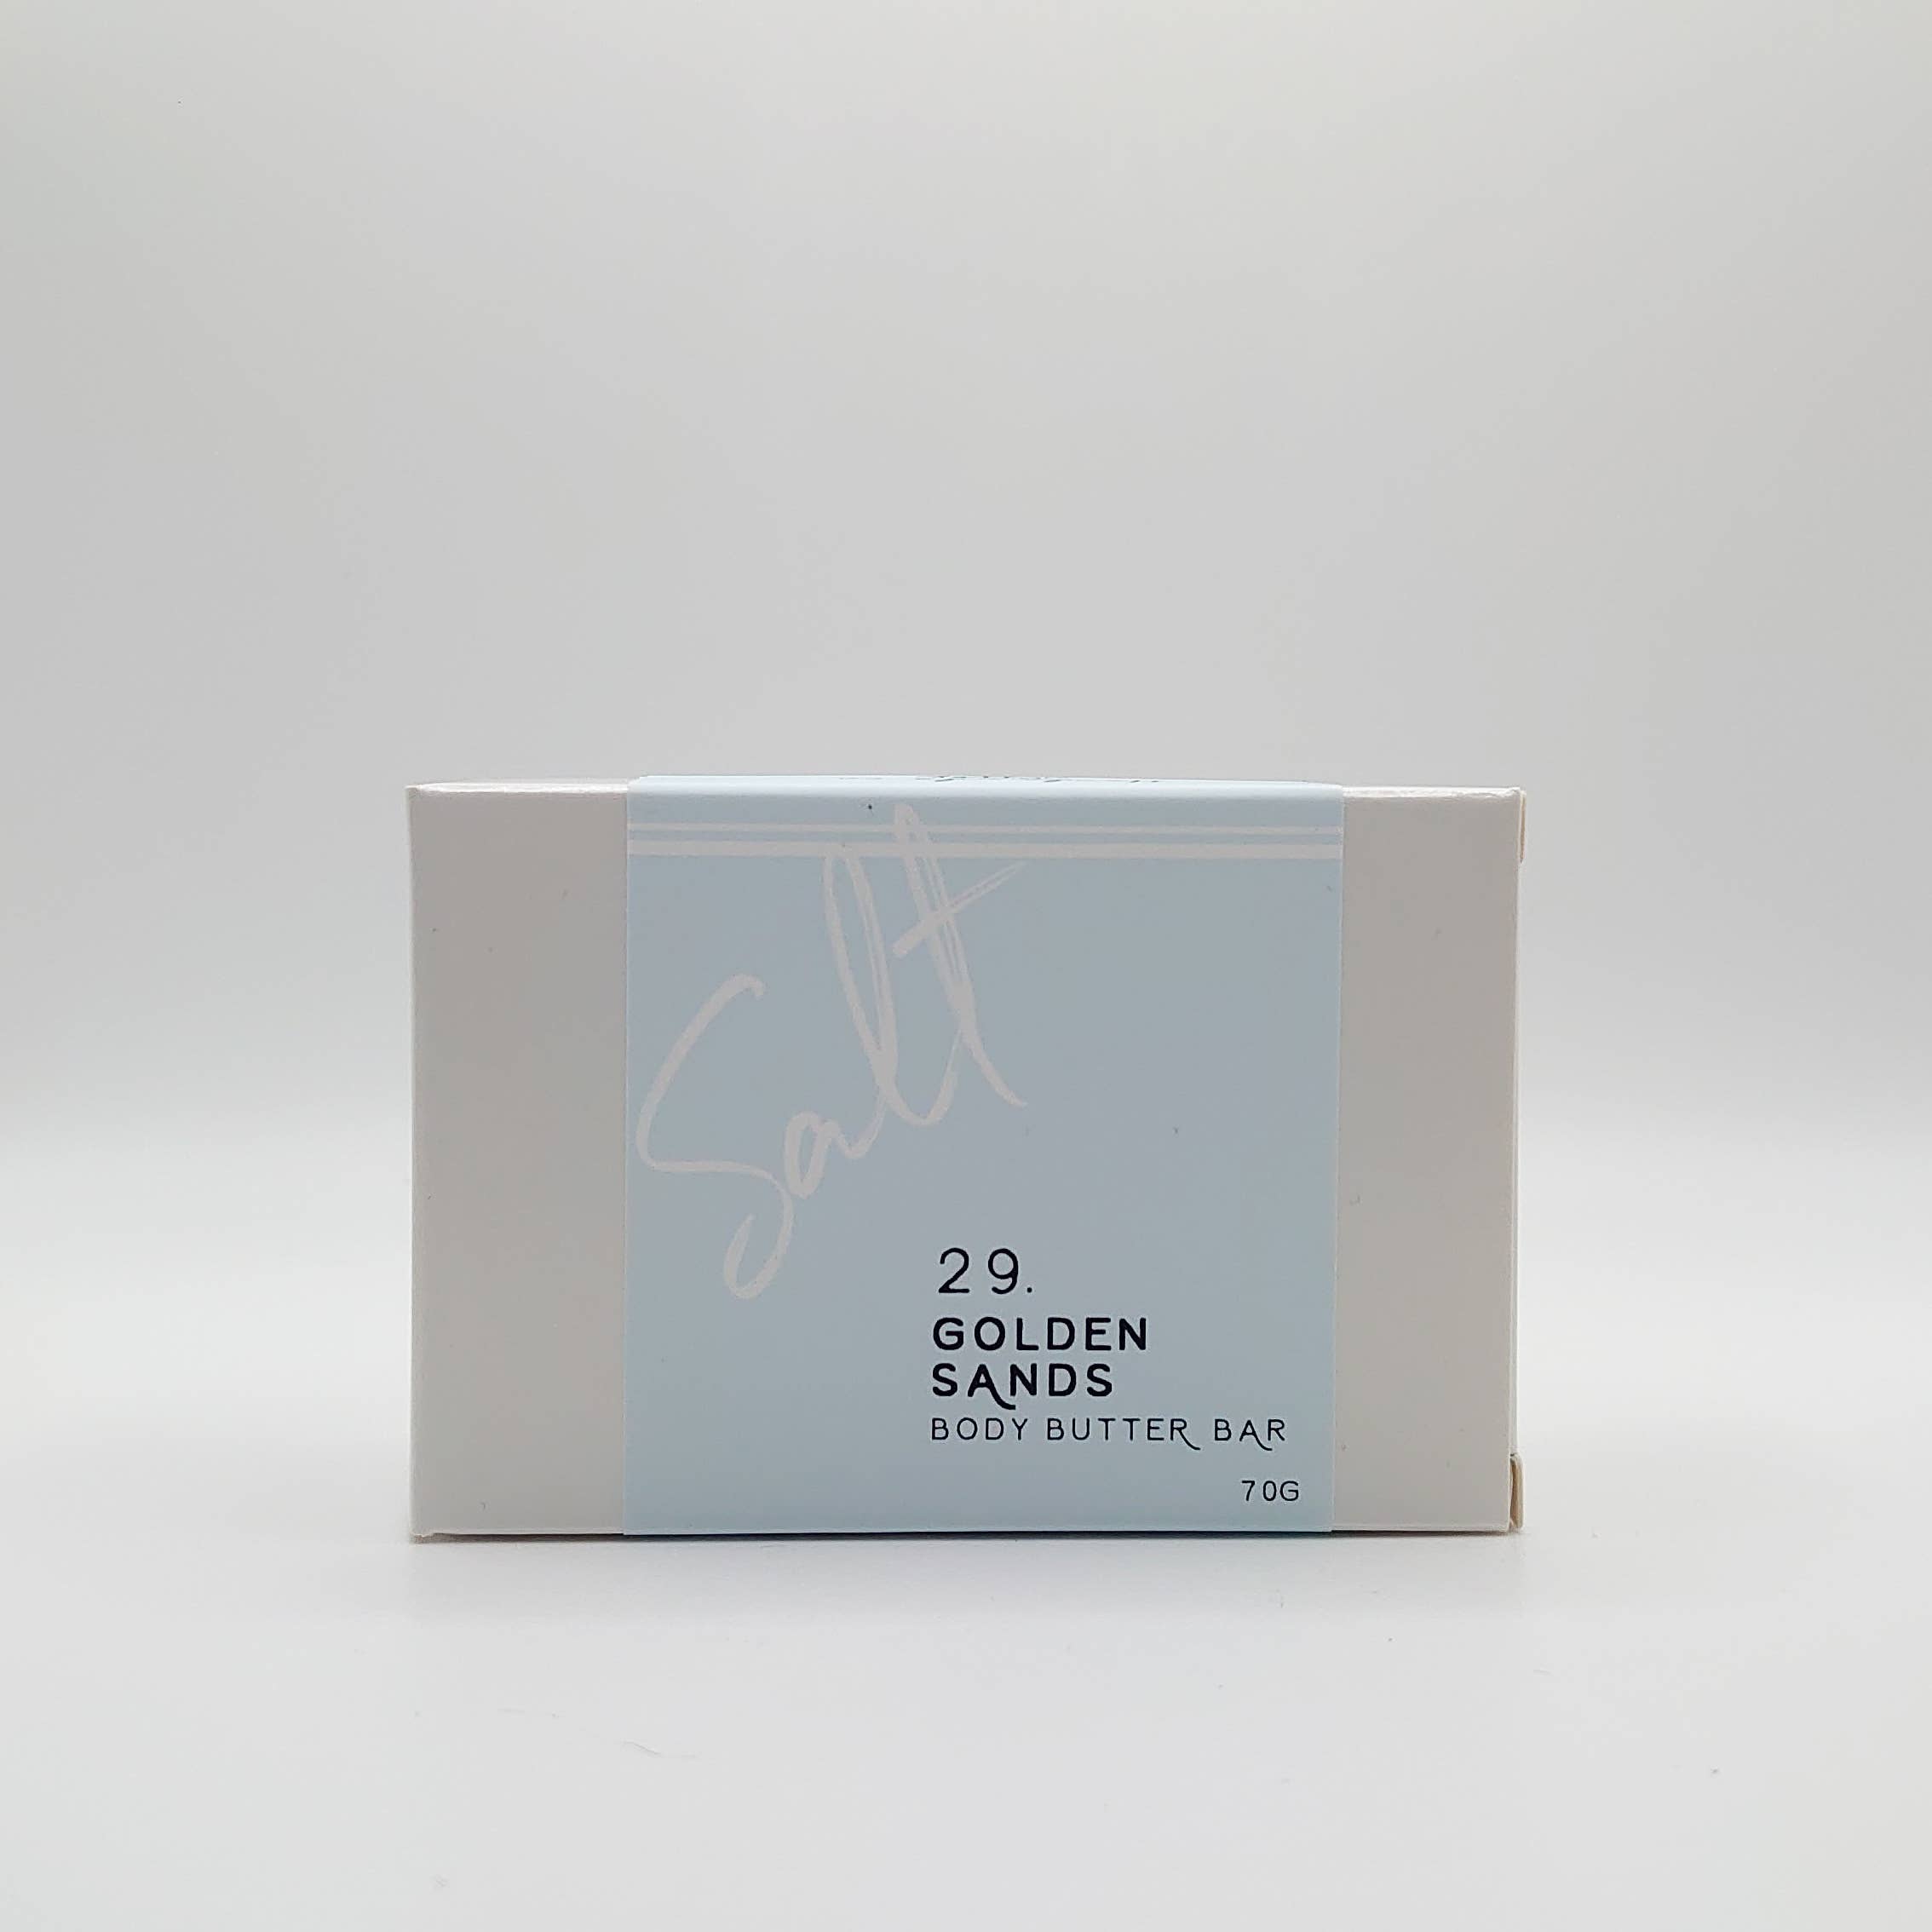 Salt
29.
GOLDEN
SANDS
BODY BUTTER BAR
70G